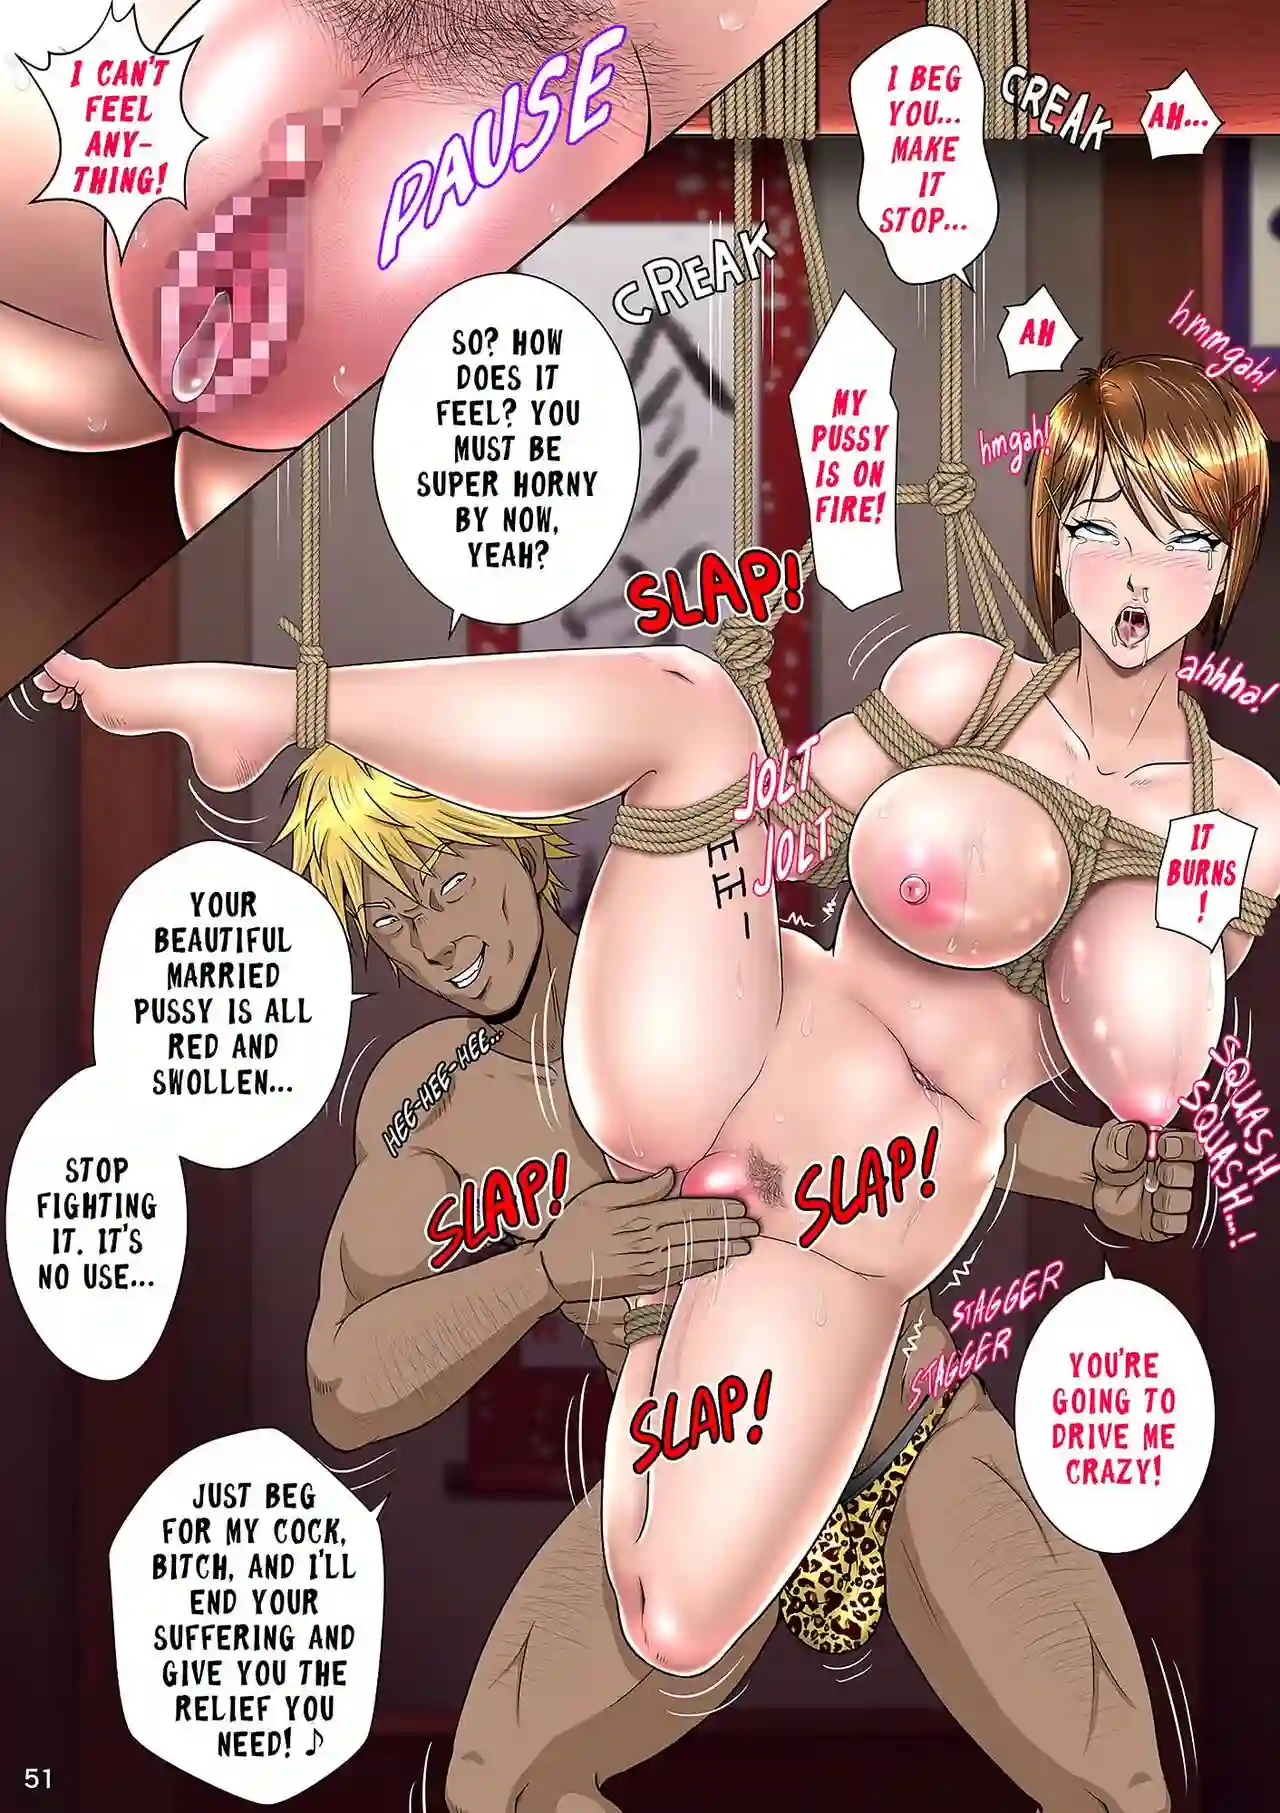 I CAN'T
FEEL
ANY-
THING!
PAUSE
I BEG
YOU...
MAKE
IT
STOP...
CREAK
AH...
CREAK
AH
hmmgah!
hmgah!
MY
PUSSY
IS ON
FIRE!
SO? HOW
DOES IT
FEEL? YOU
MUST BE
SUPER HORNY
BY NOW,
YEAH?
SLAP!
ahhha!
JOLT
JOLT
IT
BURNS
!
YOUR
BEAUTIFUL
MARRIED
PUSSY IS ALL
RED AND
SWOLLEN...
HEE-HEE-HEE...
STOP
FIGHTING
IT. IT'S
NO USE...
SLAP!
SLAP!
SQUASH
SQUASH...!
STAGGER
STAGGER
SLAP!
YOU'RE
GOING TO
DRIVE ME
CRAZY!
JUST BEG
FOR MY COCK,
BITCH, AND I'LL
END YOUR
SUFFERING AND
GIVE YOU THE
RELIEF YOU
NEED! ♪
51